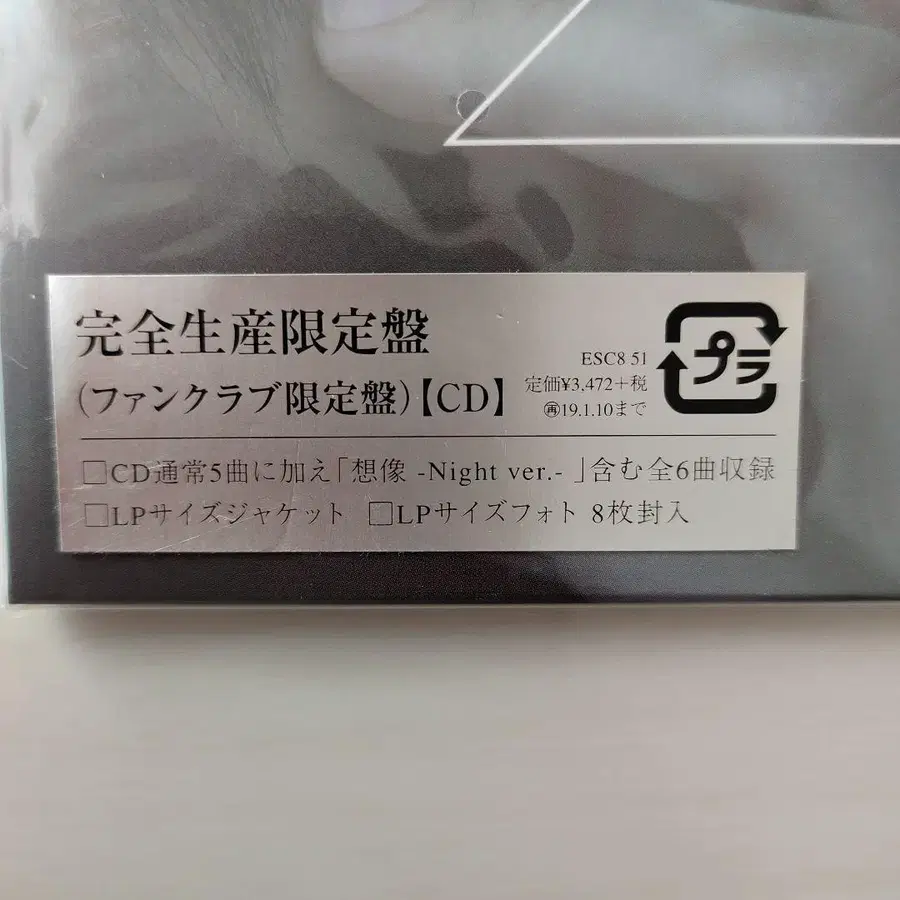 完全生産限定盤
(ファンクラブ限定盤)【CD】
ESC8 51
定価¥3,472+税
㊢19.1.10まで
プラ
□CD通常5曲に加え「想像 -Night ver.- 」含む全6曲収録
□LPサイズジャケット □LPサイズフォト 8枚封入